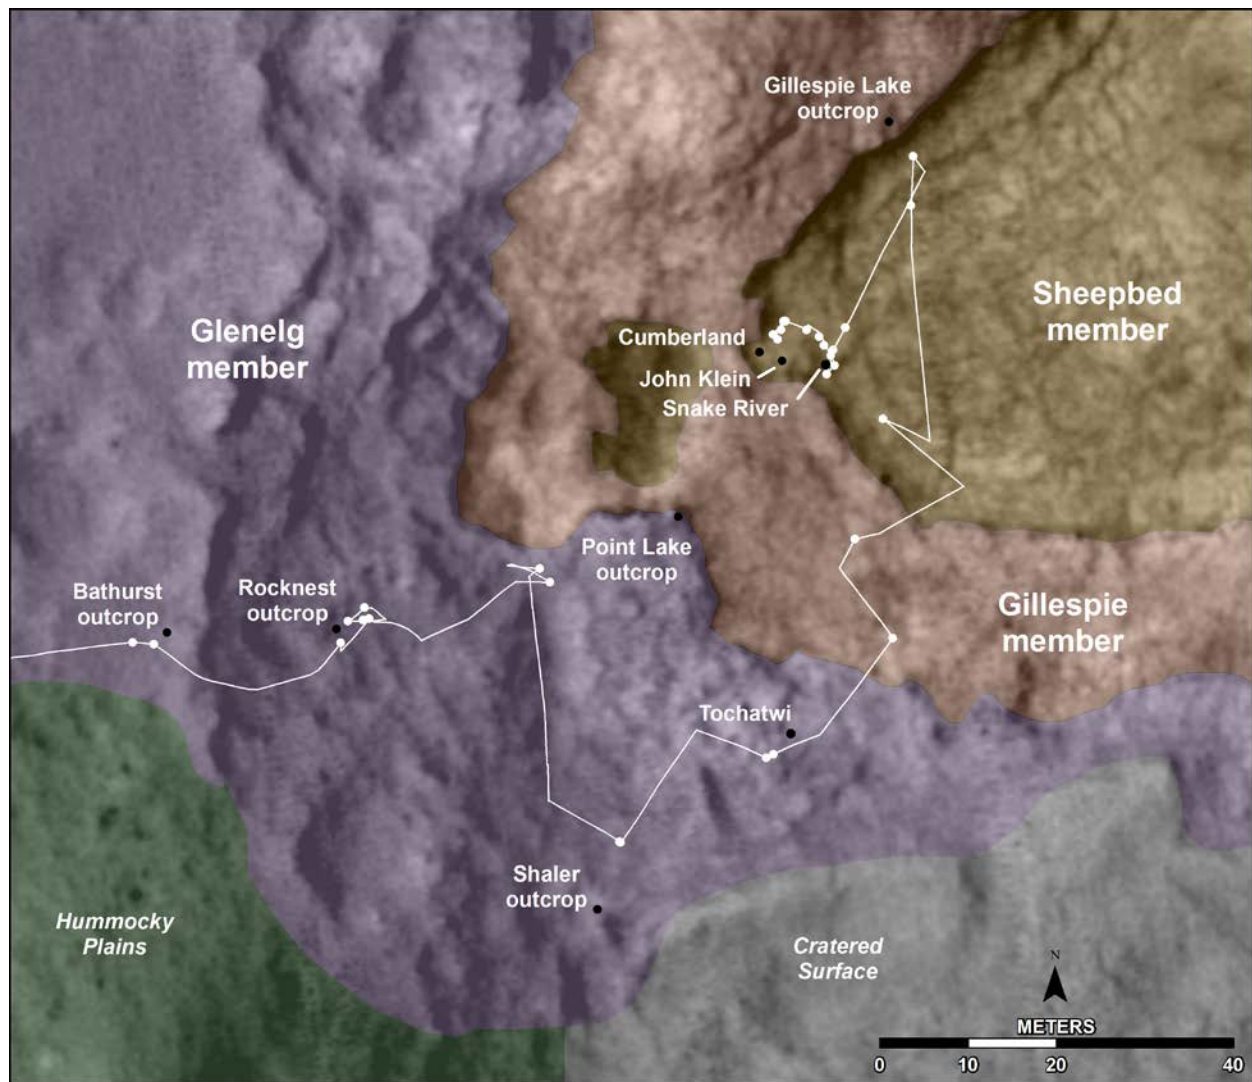 Gillespie Lake
outcrop
Sheepbed
member
Glenelg
member
Cumberland
John Klein
Snake River
Point Lake
outcrop
Bathurst
outcrop
Rocknest
outcrop
Gillespie
member
Tochatwi
Shaler
outcrop
Hummocky
Plains
Cratered
Surface
N
METERS
0 10 20 40